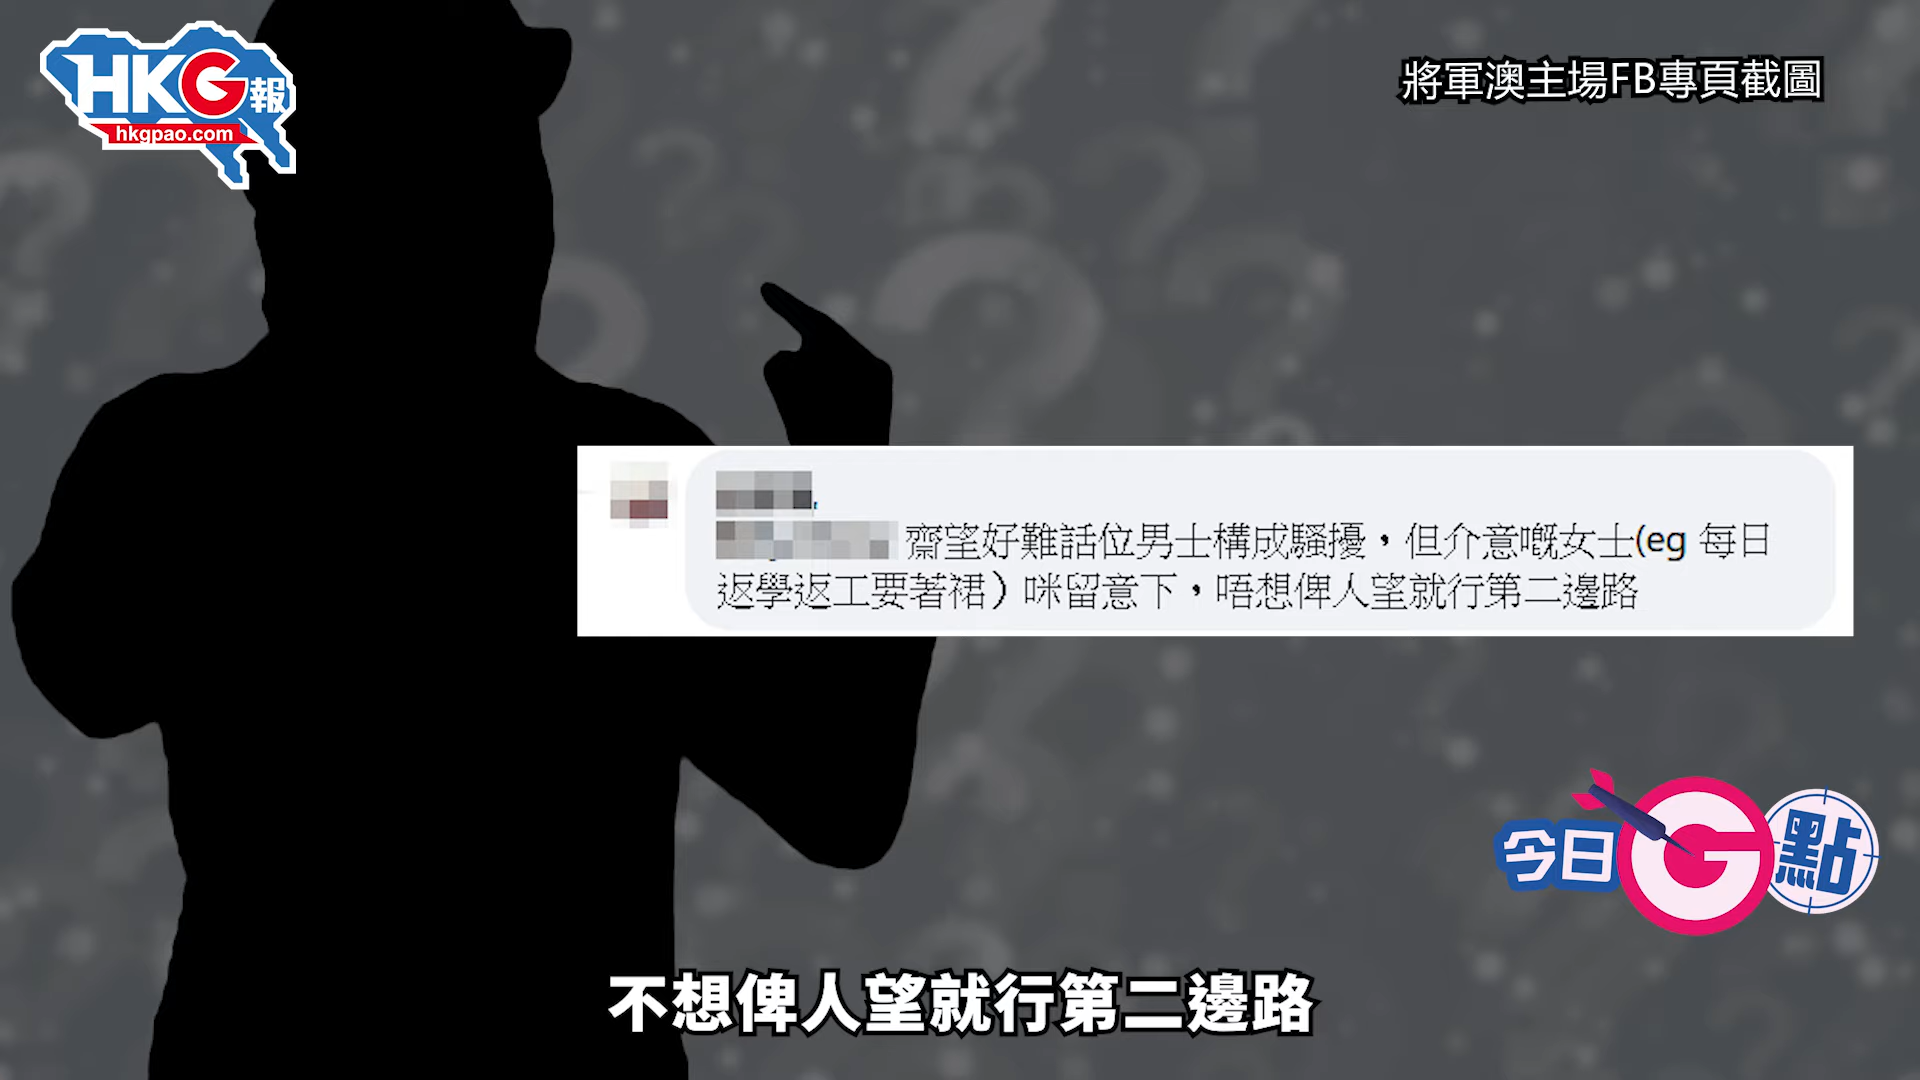 HKG報
hkgpao.com
將軍澳主場FB專頁截圖
齋望好難話位男士構成騷擾，但介意嘅女士(eg 每日
返學返工要著裙）咪留意下，唔想俾人望就行第二邊路
今日G點
不想俾人望就行第二邊路